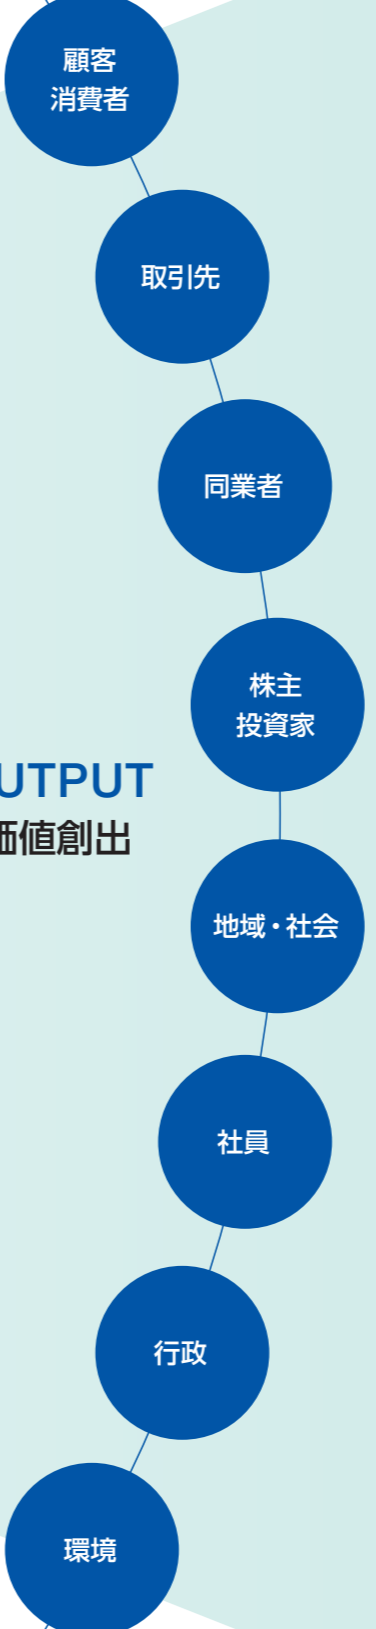 顧客
消費者
取引先
同業者
株主
投資家
UTPUT
価値創出
地域・社会
社員
行政
環境